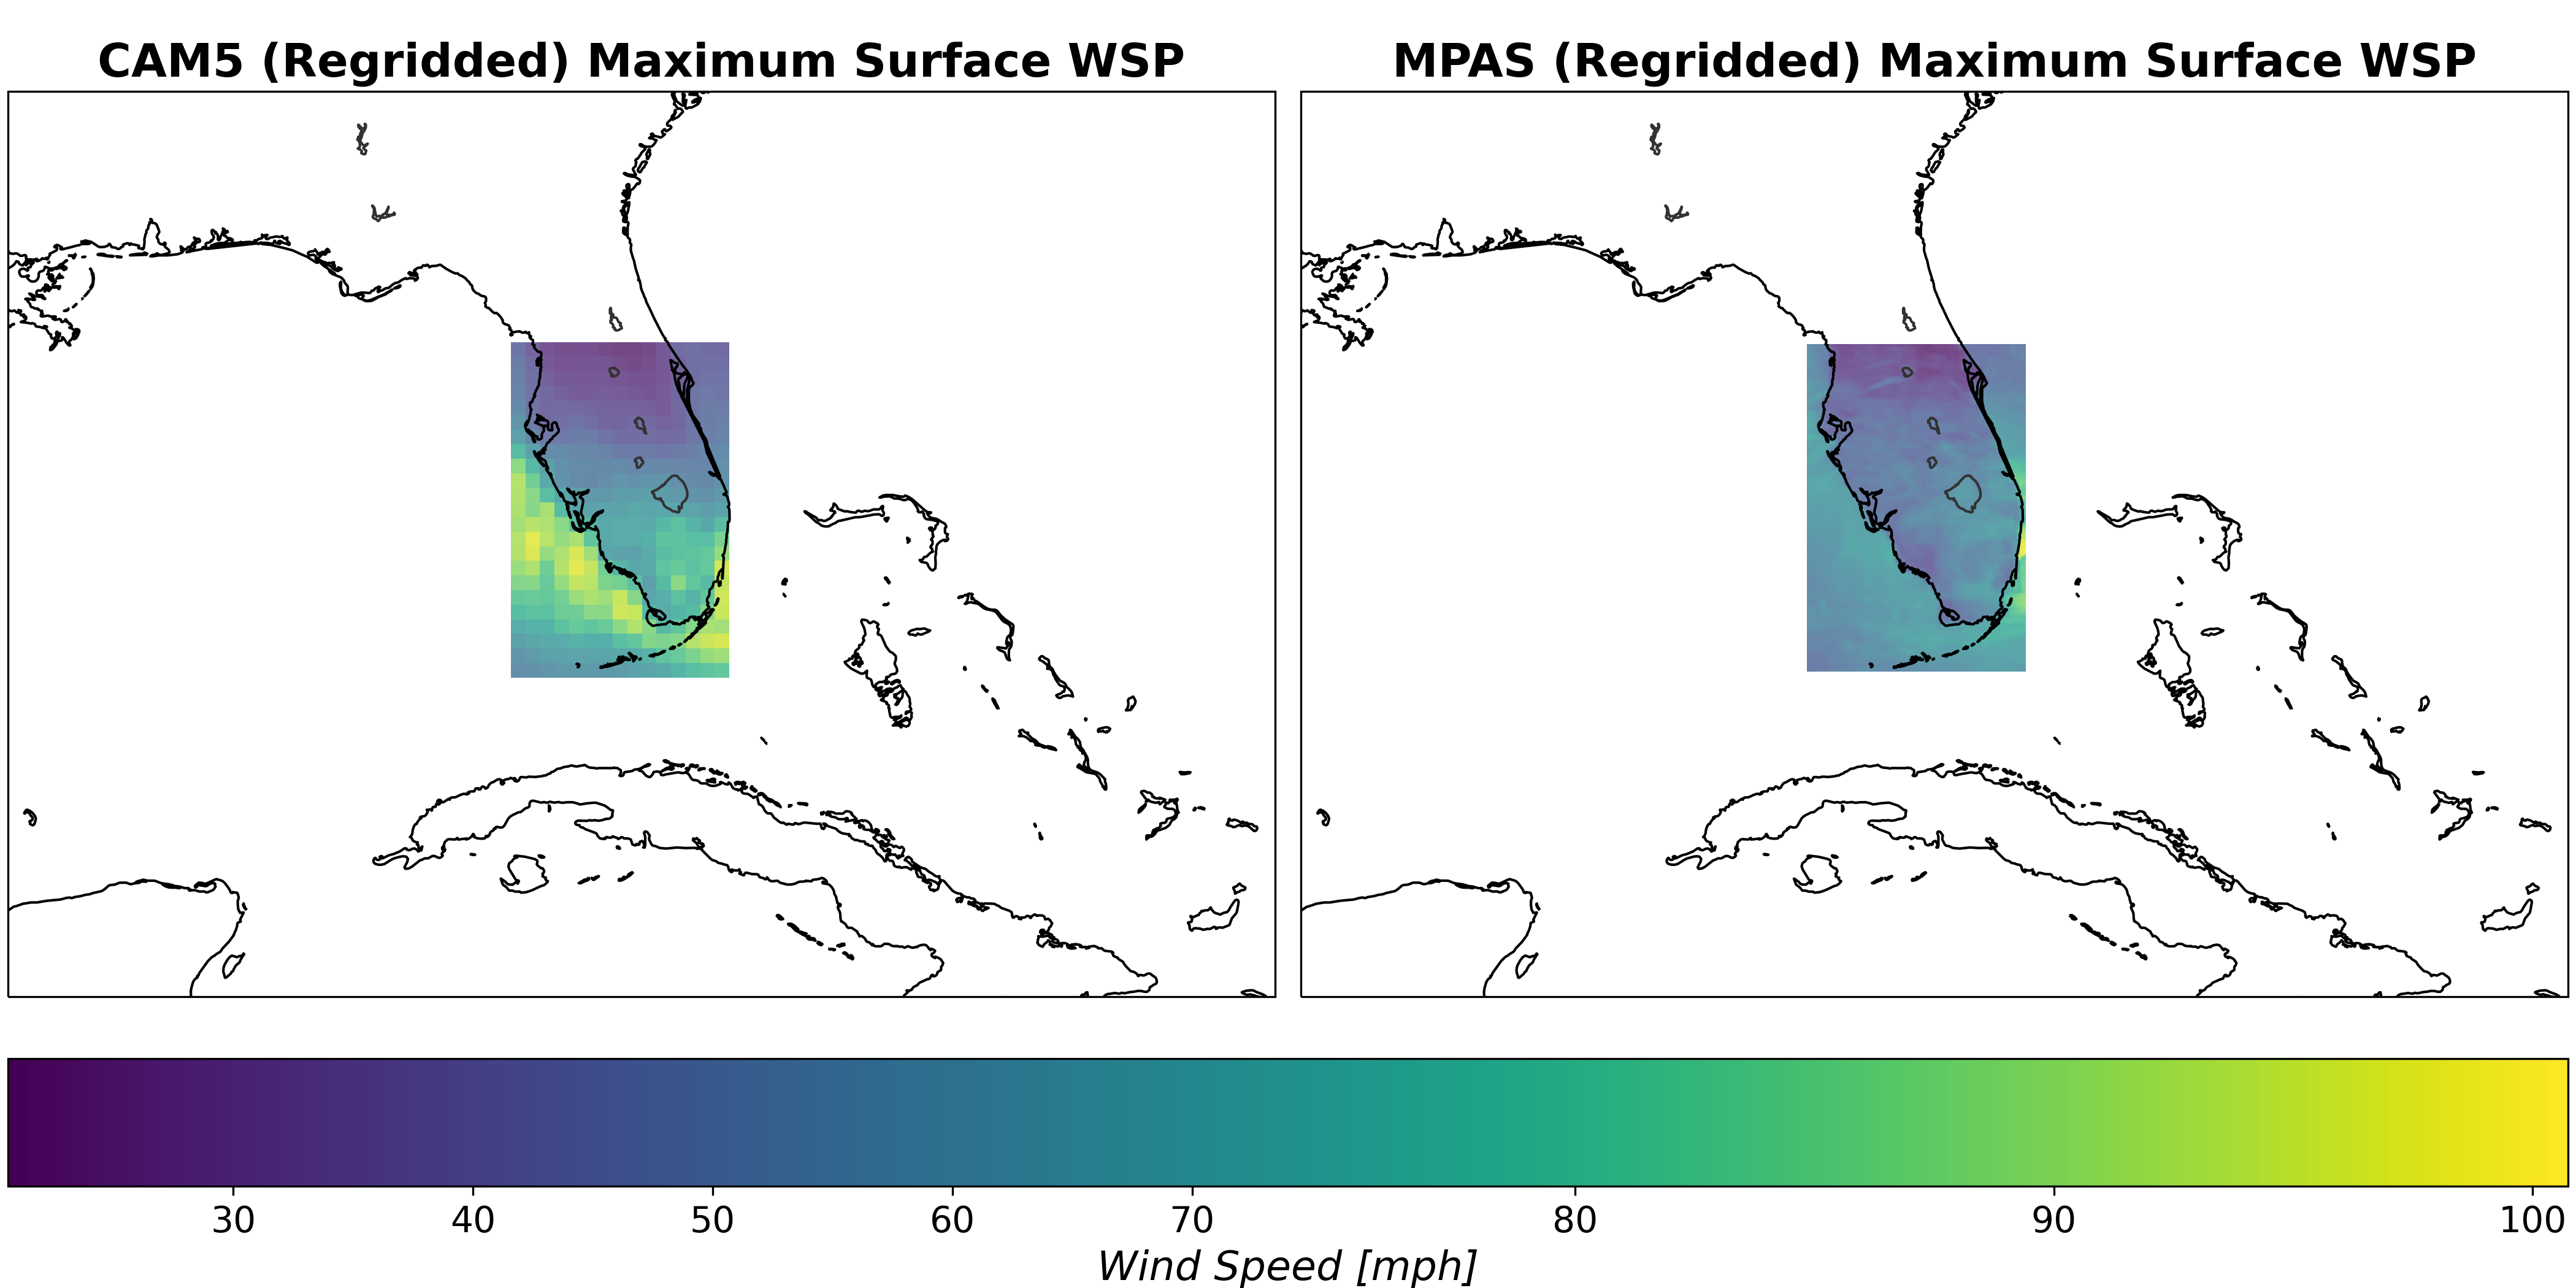 CAM5 (Regridded) Maximum Surface WSP
MPAS (Regridded) Maximum Surface WSP
30 40 50 60 70 80 90 100
Wind Speed [mph]